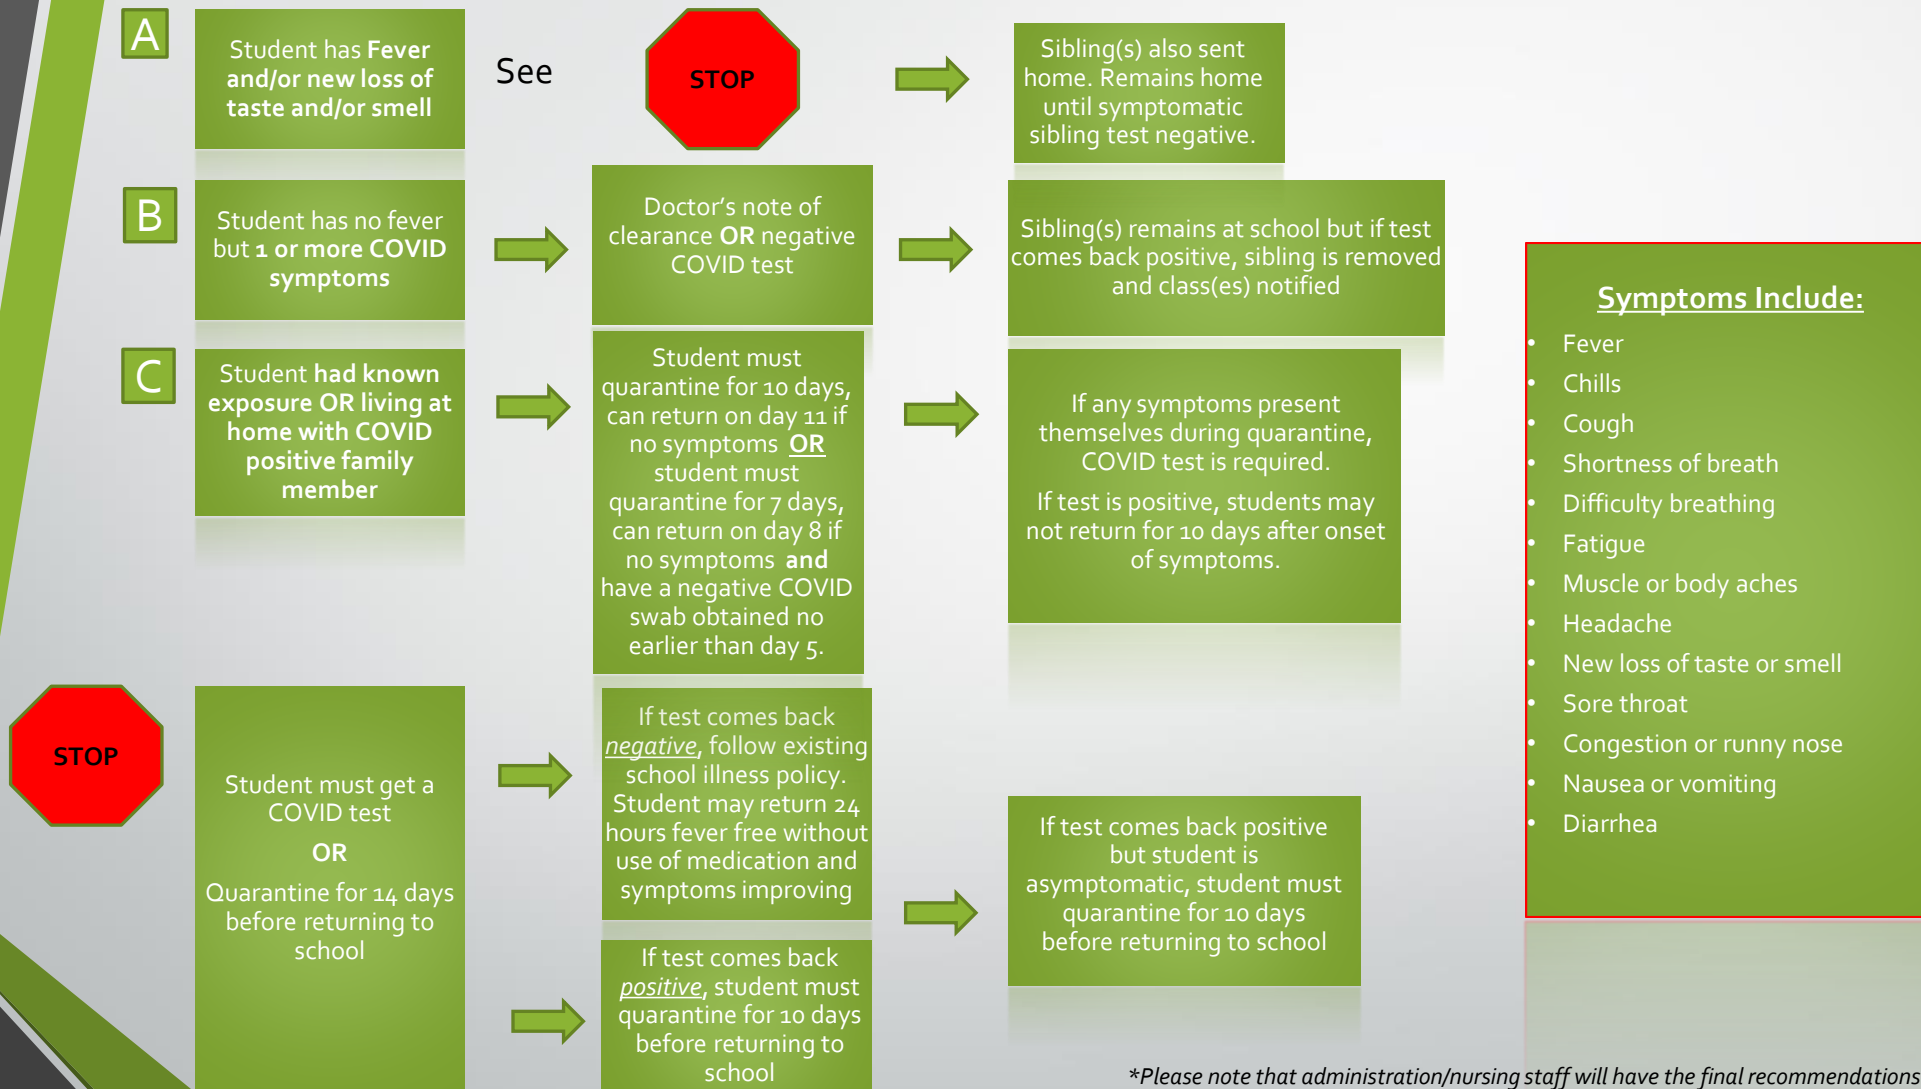 A
Student has Fever
and/or new loss of
taste and/or smell
See
STOP
Sibling(s) also sent
home. Remains home
until symptomatic
sibling test negative.
B
Student has no fever
but 1 or more COVID
symptoms
Doctor's note of
clearance OR negative
COVID test
Sibling(s) remains at school but if test
comes back positive, sibling is removed
and class(es) notified
C
Student had known
exposure OR living at
home with COVID
positive family
member
Student must
quarantine for 10 days,
can return on day 11 if
no symptoms OR
student must
quarantine for 7 days,
can return on day 8 if
no symptoms and
have a negative COVID
swab obtained no
earlier than day 5.
If any symptoms present
themselves during quarantine,
COVID test is required.
If test is positive, students may
not return for 10 days after onset
of symptoms.
STOP
Student must get a
COVID test
OR
Quarantine for 14 days
before returning to
school
If test comes back
negative, follow existing
school illness policy.
Student may return 24
hours fever free without
use of medication and
symptoms improving
If test comes back
positive, student must
quarantine for 10 days
before returning to
school
If test comes back positive
but student is
asymptomatic, student must
quarantine for 10 days
before returning to school
Symptoms Include:
• Fever
• Chills
• Cough
• Shortness of breath
• Difficulty breathing
• Fatigue
• Muscle or body aches
• Headache
• New loss of taste or smell
• Sore throat
• Congestion or runny nose
• Nausea or vomiting
• Diarrhea
*Please note that administration/nursing staff will have the final recommendations